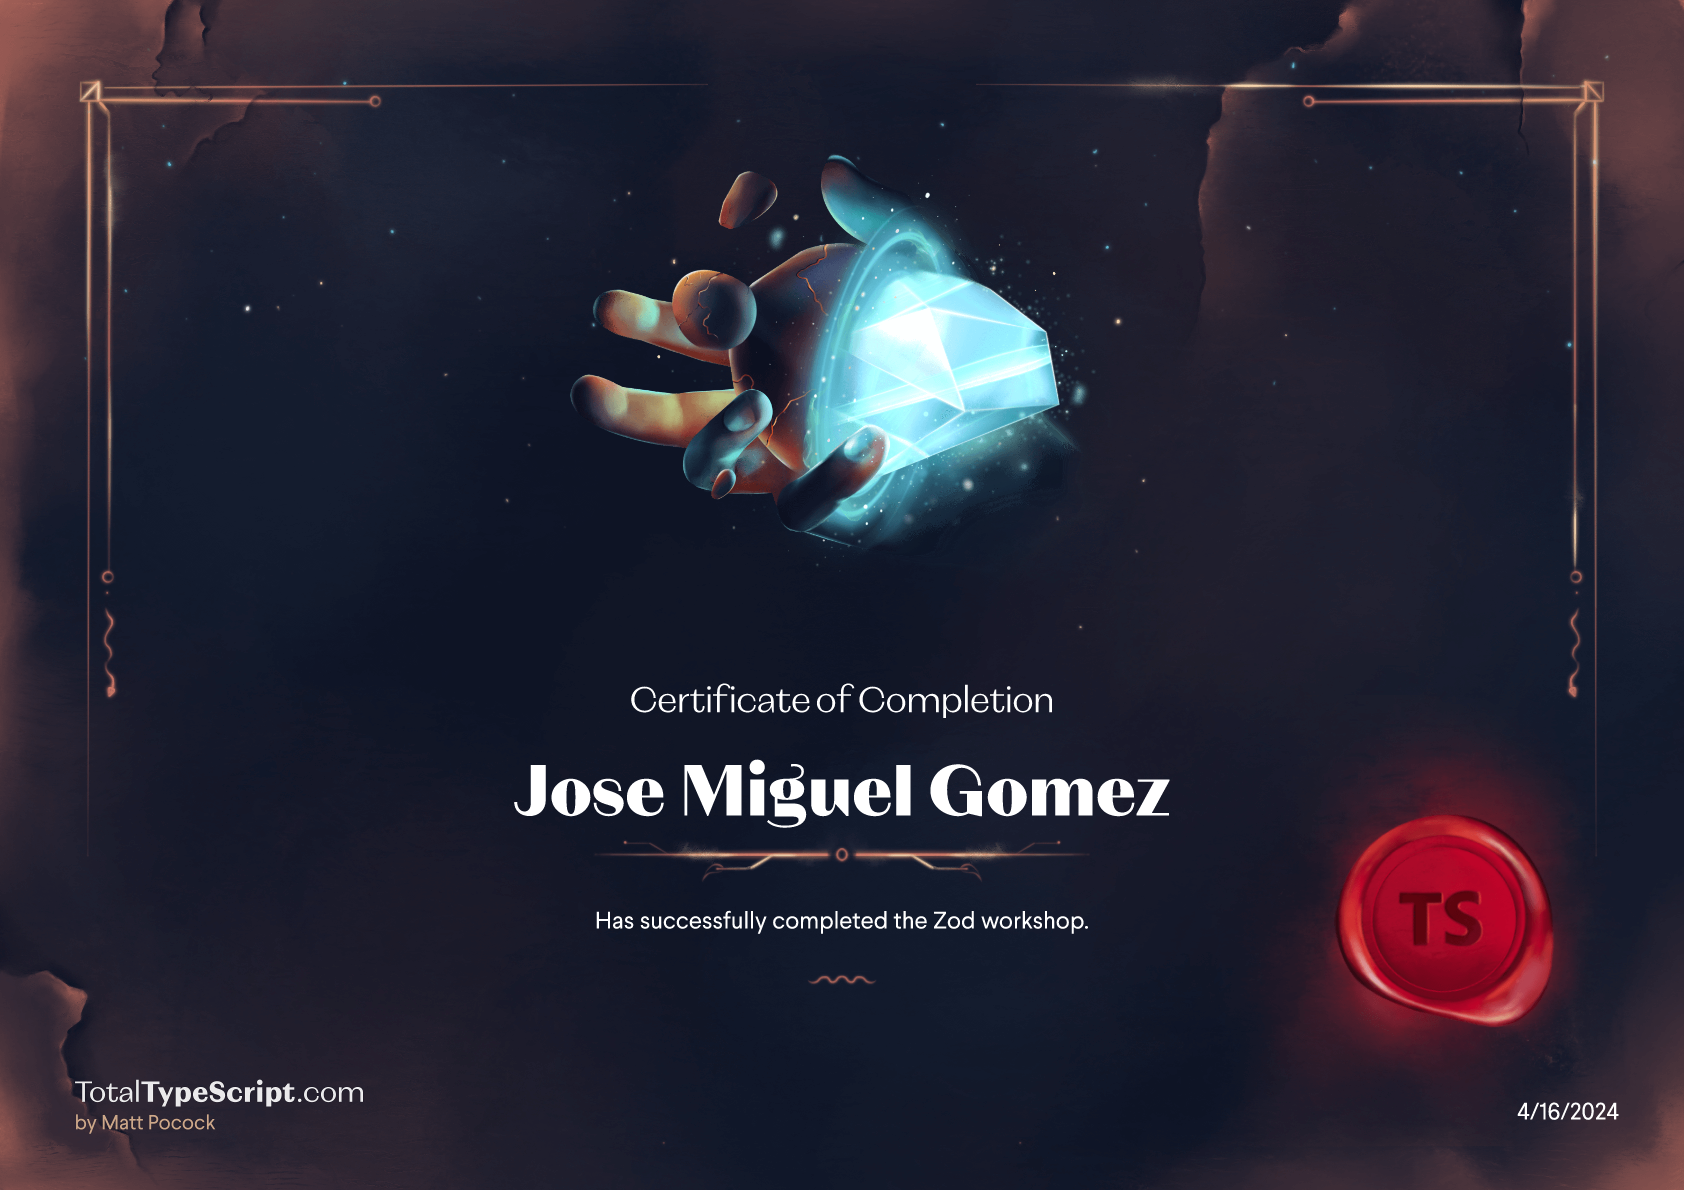 Certificate of Completion
Jose Miguel Gomez
Has successfully completed the Zod workshop.
TS
TotalTypeScript.com
by Matt Pocock
4/16/2024